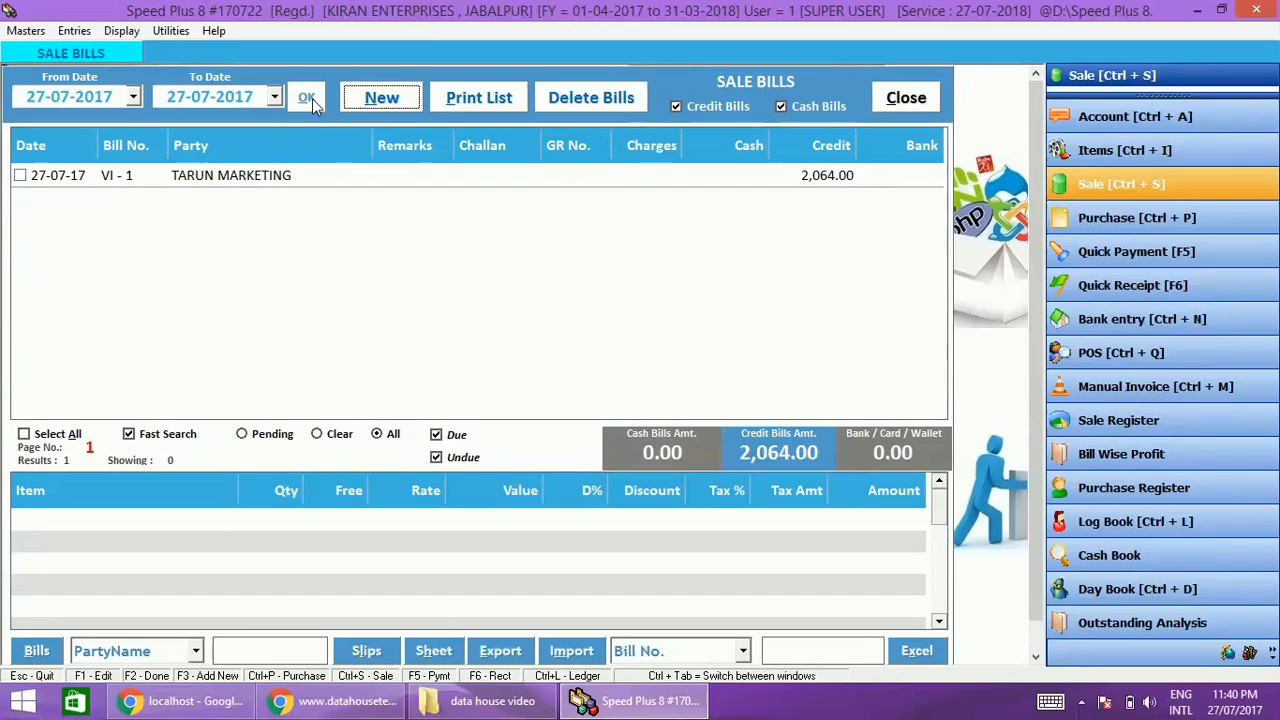 Speed Plus 8 #170722 [Regd.] [KIRAN ENTERPRISES , JABALPUR] [FY = 01-04-2017 to 31-03-2018] User = 1 [SUPER USER] [Service : 27-07-2018] @D:\Speed Plus 8.
Masters Entries Display Utilities Help
SALE BILLS
Sale [Ctrl + S]
From Date To Date
27-07-2017 27-07-2017 OK New Print List Delete Bills SALE BILLS Credit Bills Cash Bills Close
Date Bill No. Party Remarks Challan GR No. Charges Cash Credit Bank
27-07-17 VI - 1 TARUN MARKETING 2,064.00
Select All Fast Search Pending Clear All Due
Page No.: 1
Results : 1 Showing : 0
Undue
Cash Bills Amt. Credit Bills Amt. Bank / Card / Wallet
0.00 2,064.00 0.00
Item Qty Free Rate Value D% Discount Tax % Tax Amt Amount
Bills PartyName Slips Sheet Export Import Bill No. Excel
Esc - Quit F1 - Edit F2 - Done F3 - Add New Ctrl+P - Purchase Ctrl+S - Sale F5 - Pymt F6 - Rect Ctrl+L - Ledger Ctrl + Tab = Switch between windows
Account [Ctrl + A]
Items [Ctrl + I]
Sale [Ctrl + S]
Purchase [Ctrl + P]
Quick Payment [F5]
Quick Receipt [F6]
Bank entry [Ctrl + N]
POS [Ctrl + Q]
Manual Invoice [Ctrl + M]
Sale Register
Bill Wise Profit
Purchase Register
Log Book [Ctrl + L]
Cash Book
Day Book [Ctrl + D]
Outstanding Analysis
php
localhost - Googl... www.datahousete... data house video Speed Plus 8 #170...
ENG
INTL
11:40 PM
27/07/2017